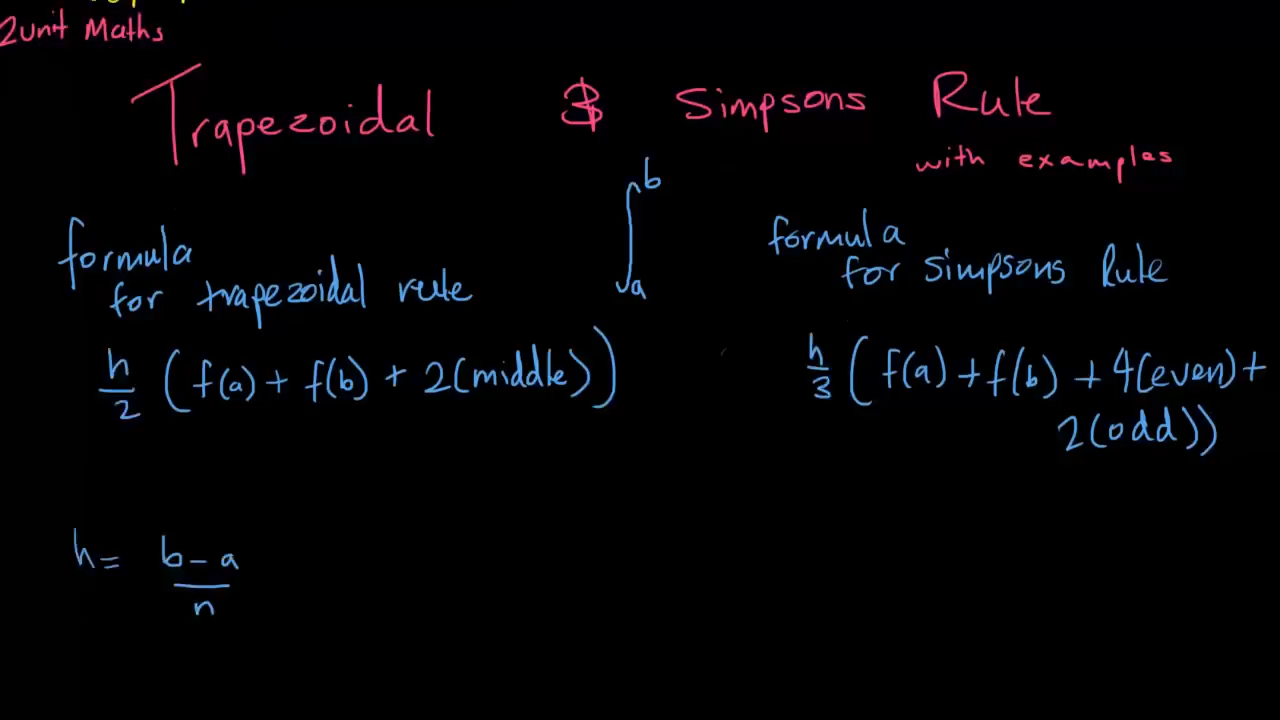 2unit Maths
Trapezoidal & Simpsons Rule
with examples
∫ b a
formula
for trapezoidal rule
h/2 (f(a) + f(b) + 2(middle))
formula
for simpsons Rule
h/3 (f(a) + f(b) + 4(even) +
2(odd))
h = b - a / n